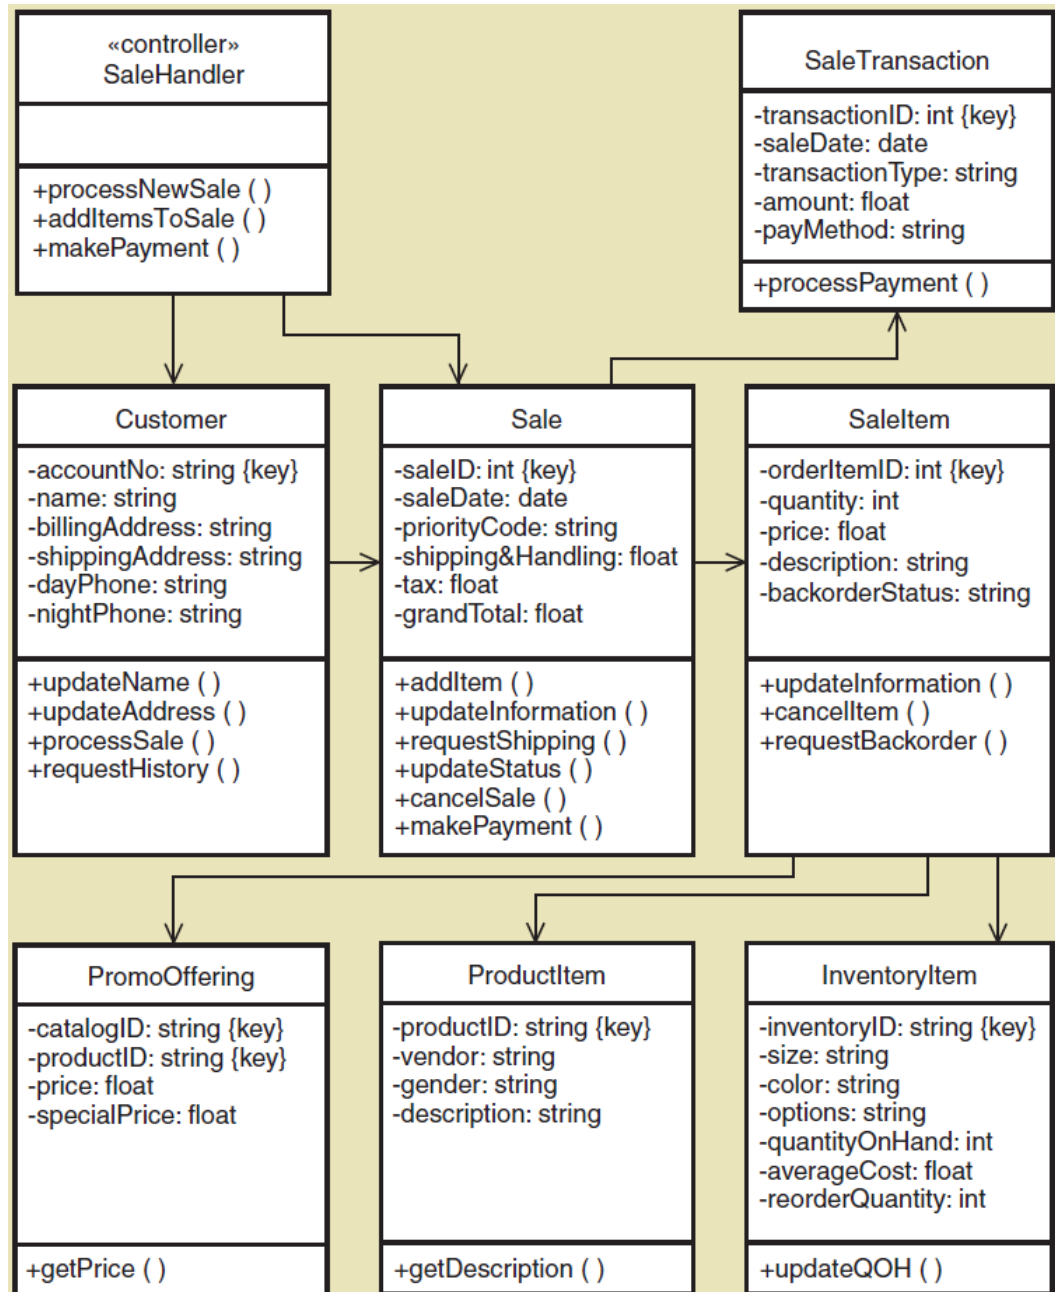 «controller»
SaleHandler
+processNewSale ( )
+addItemsToSale ( )
+makePayment ( )
SaleTransaction
-transactionID: int {key}
-saleDate: date
-transactionType: string
-amount: float
-payMethod: string
+processPayment ( )
Customer
-accountNo: string {key}
-name: string
-billingAddress: string
-shippingAddress: string
-dayPhone: string
-nightPhone: string
+updateName ( )
+updateAddress ( )
+processSale ( )
+requestHistory ( )
Sale
-saleID: int {key}
-saleDate: date
-priorityCode: string
-shipping&Handling: float
-tax: float
-grandTotal: float
+addItem ( )
+updateInformation ( )
+requestShipping ( )
+updateStatus ( )
+cancelSale ( )
+makePayment ( )
SaleItem
-orderItemID: int {key}
-quantity: int
-price: float
-description: string
-backorderStatus: string
+updateInformation ( )
+cancelItem ( )
+requestBackorder ( )
PromoOffering
-catalogID: string {key}
-productID: string {key}
-price: float
-specialPrice: float
+getPrice ( )
ProductItem
-productID: string {key}
-vendor: string
-gender: string
-description: string
+getDescription ( )
InventoryItem
-inventoryID: string {key}
-size: string
-color: string
-options: string
-quantityOnHand: int
-averageCost: float
-reorderQuantity: int
+updateQOH ( )